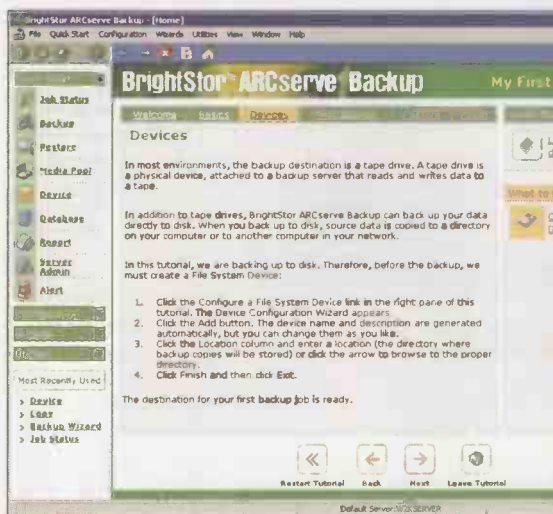 BrightStor ARCserve Backup - [Home]
File Quick Start Configuration Wizards Utilities View Window Help
BrightStor ARCserve Backup
My First
Job Status
Backup
Restore
Media Pool
Device
Database
Report
Server
Admin
Alert
Most Recently Used
> Device
> Logr
> Backup Wizard
> Job Status
Welcome Basics Devices
Devices
In most environments, the backup destination is a tape drive. A tape drive is
a physical device, attached to a backup server that reads and writes data to
a tape.
In addition to tape drives, BrightStor ARCserve Backup can back up your data
directly to disk. When you back up to disk, source data is copied to a directory
on your computer or to another computer in your network.
In this tutorial, we are backing up to disk. Therefore, before the backup, we
must create a File System Device:
1. Click the Configure a File System Device link in the right pane of this
tutorial. The Device Configuration Wizard appears.
2. Click the Add button. The device name and description are generated
automatically, but you can change them as you like.
3. Click the Location column and enter a location (the directory where
backup copies will be stored) or click the arrow to browse to the proper
directory.
4. Click Finish and then click Exit.
The destination for your first backup job is ready.
What to
Restart Tutorial Back Next Leave Tutorial
Default Server: